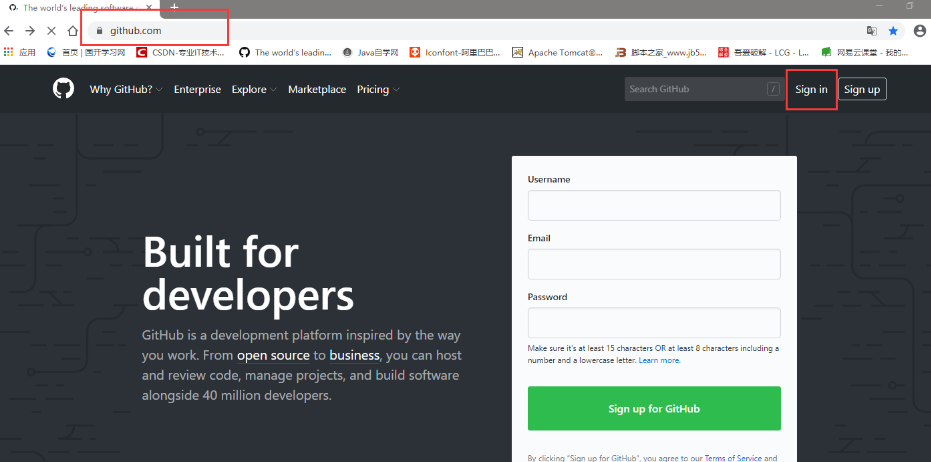 The world's leading software
github.com
应用
首页 | 国开学习网
CSDN-专业IT技术...
The world's leadin...
Java自学网
Iconfont-阿里巴巴...
Apache Tomcat®...
脚本之家_www.jb5...
吾爱破解 - LCG - L...
网易云课堂 - 我的...
Why GitHub?
Enterprise
Explore
Marketplace
Pricing
Search GitHub
/
Sign in
Sign up
Built for
developers
GitHub is a development platform inspired by the way
you work. From open source to business, you can host
and review code, manage projects, and build software
alongside 40 million developers.
Username
Email
Password
Make sure it's at least 15 characters OR at least 8 characters including a
number and a lowercase letter. Learn more.
Sign up for GitHub
By clicking "Sign up for GitHub", you agree to our Terms of Service and